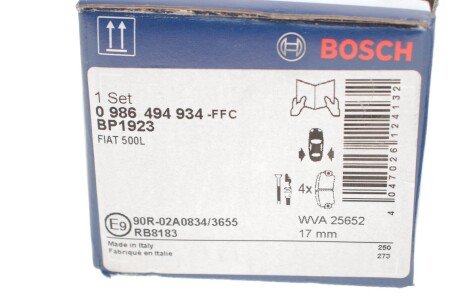 BOSCH
1 Set
0 986 494 934 -FFC
BP1923
FIAT 500L
4x
4 047026 124132
E9 90R-02A0834/3655
RB8183
WVA 25652
17 mm
Made in Italy
Fabriqué en Italie
250
273